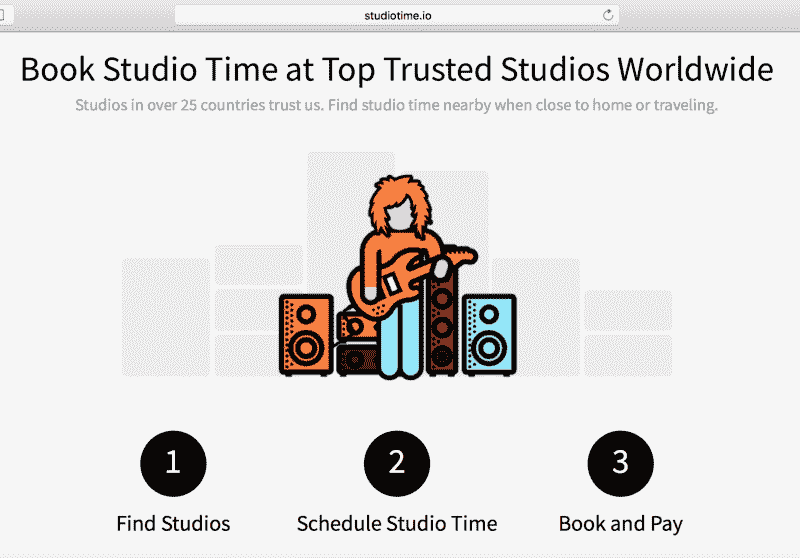 studiotime.io
Book Studio Time at Top Trusted Studios Worldwide
Studios in over 25 countries trust us. Find studio time nearby when close to home or traveling.
1
2
3
Find Studios
Schedule Studio Time
Book and Pay